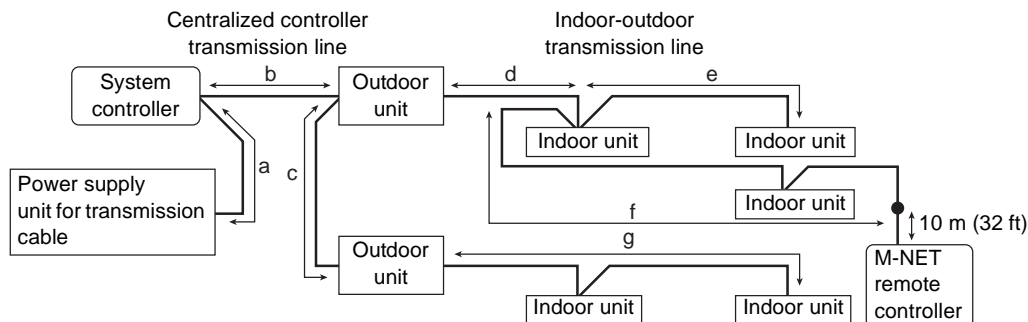 Centralized controller
transmission line
Indoor-outdoor
transmission line
System
controller
b
Outdoor
unit
d
e
Indoor unit
Indoor unit
a
c
Power supply
unit for transmission
cable
Indoor unit
f
10 m (32 ft)
g
Outdoor
unit
M-NET
remote
controller
Indoor unit
Indoor unit